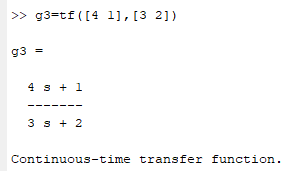 >> g3=tf([4 1],[3 2])
g3 =
4 s + 1
-------
3 s + 2
Continuous-time transfer function.